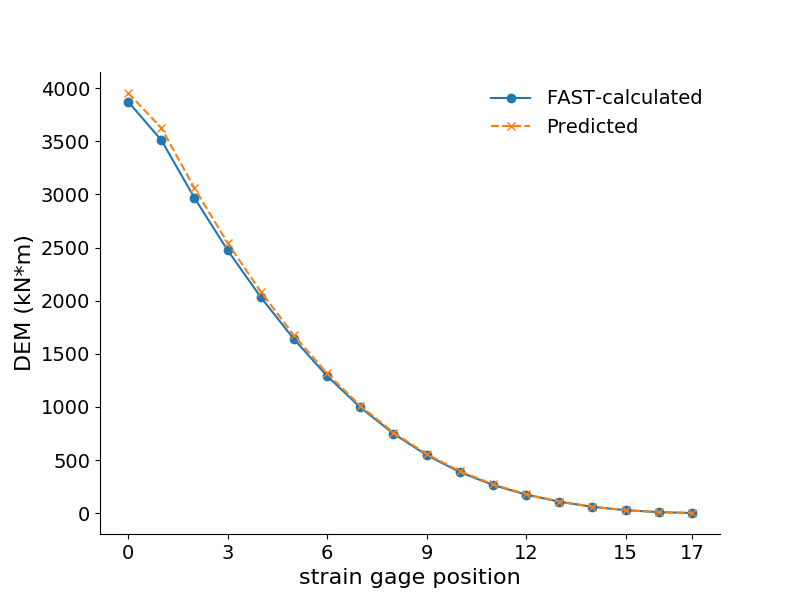 FAST-calculated
Predicted
4000
3500
3000
2500
2000
1500
1000
500
0
DEM (kN*m)
0 3 6 9 12 15 17
strain gage position